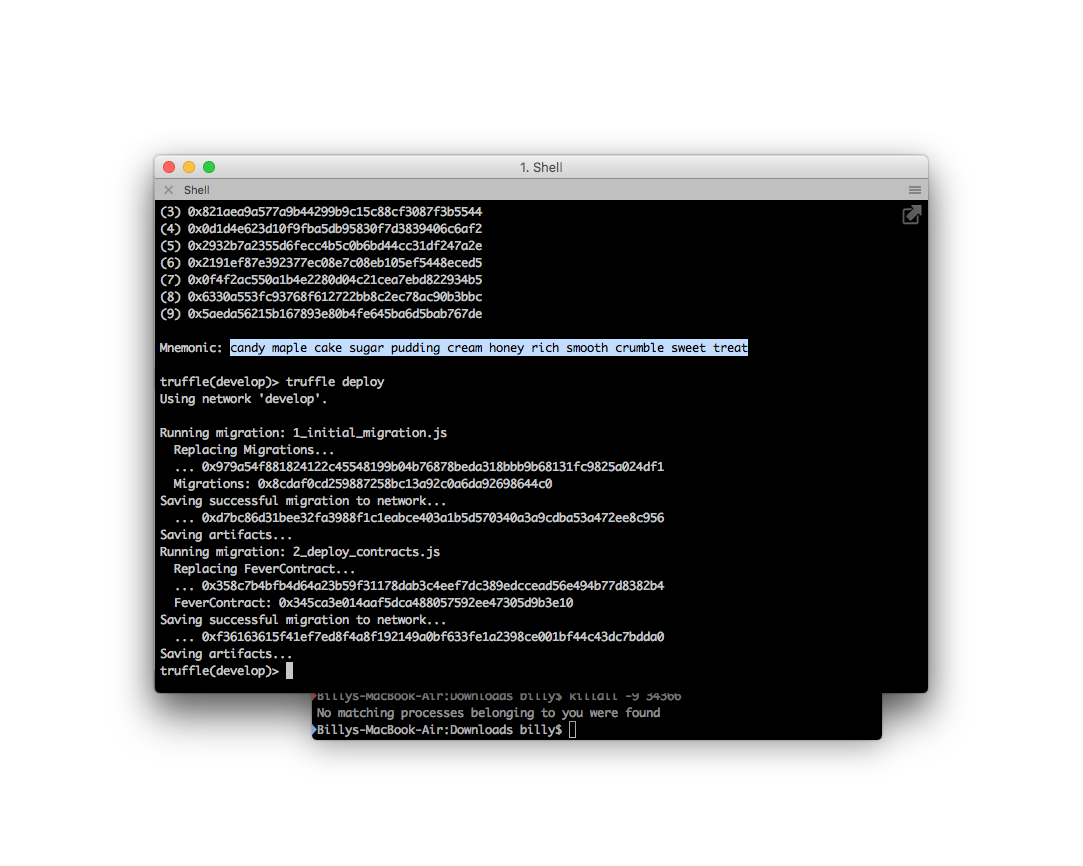 1. Shell
Shell
(3) 0x821aea9a577a9b44299b9c15c88cf3087f3b5544
(4) 0x0d1d4e623d10f9fba5db95830f7d3839406c6af2
(5) 0x2932b7a2355d6fecc4b5c0b6bd44cc31df247a2e
(6) 0x2191ef87e392377ec08e7c08eb105ef5448eced5
(7) 0x0f4f2ac550a1b4e2280d04c21cea7ebd822934b5
(8) 0x6330a553fc93768f612722bb8c2ec78ac90b3bbc
(9) 0x5aeda56215b167893e80b4fe645ba6d5bab767de
Mnemonic: candy maple cake sugar pudding cream honey rich smooth crumble sweet treat
truffle(develop)> truffle deploy
Using network 'develop'.
Running migration: 1_initial_migration.js
Replacing Migrations...
... 0x979a54f881824122c45548199b04b76878beda318bbb9b68131fc9825a024df1
Migrations: 0x8cdaf0cd259887258bc13a92c0a6da92698644c0
Saving successful migration to network...
... 0xd7bc86d31bee32fa3988f1c1eabce403a1b5d570340a3a9cdba53a472ee8c956
Saving artifacts...
Running migration: 2_deploy_contracts.js
Replacing FeverContract...
... 0x358c7b4bfb4d64a23b59f31178dab3c4eef7dc389edccead56e494b77d8382b4
FeverContract: 0x345ca3e014aaf5dca488057592ee47305d9b3e10
Saving successful migration to network...
... 0xf36163615f41ef7ed8f4a8f192149a0bf633fe1a2398ce001bf44c43dc7bdda0
Saving artifacts...
truffle(develop)>
Billys-MacBook-Air:Downloads billy$ killall -9 34366
No matching processes belonging to you were found
Billys-MacBook-Air:Downloads billy$